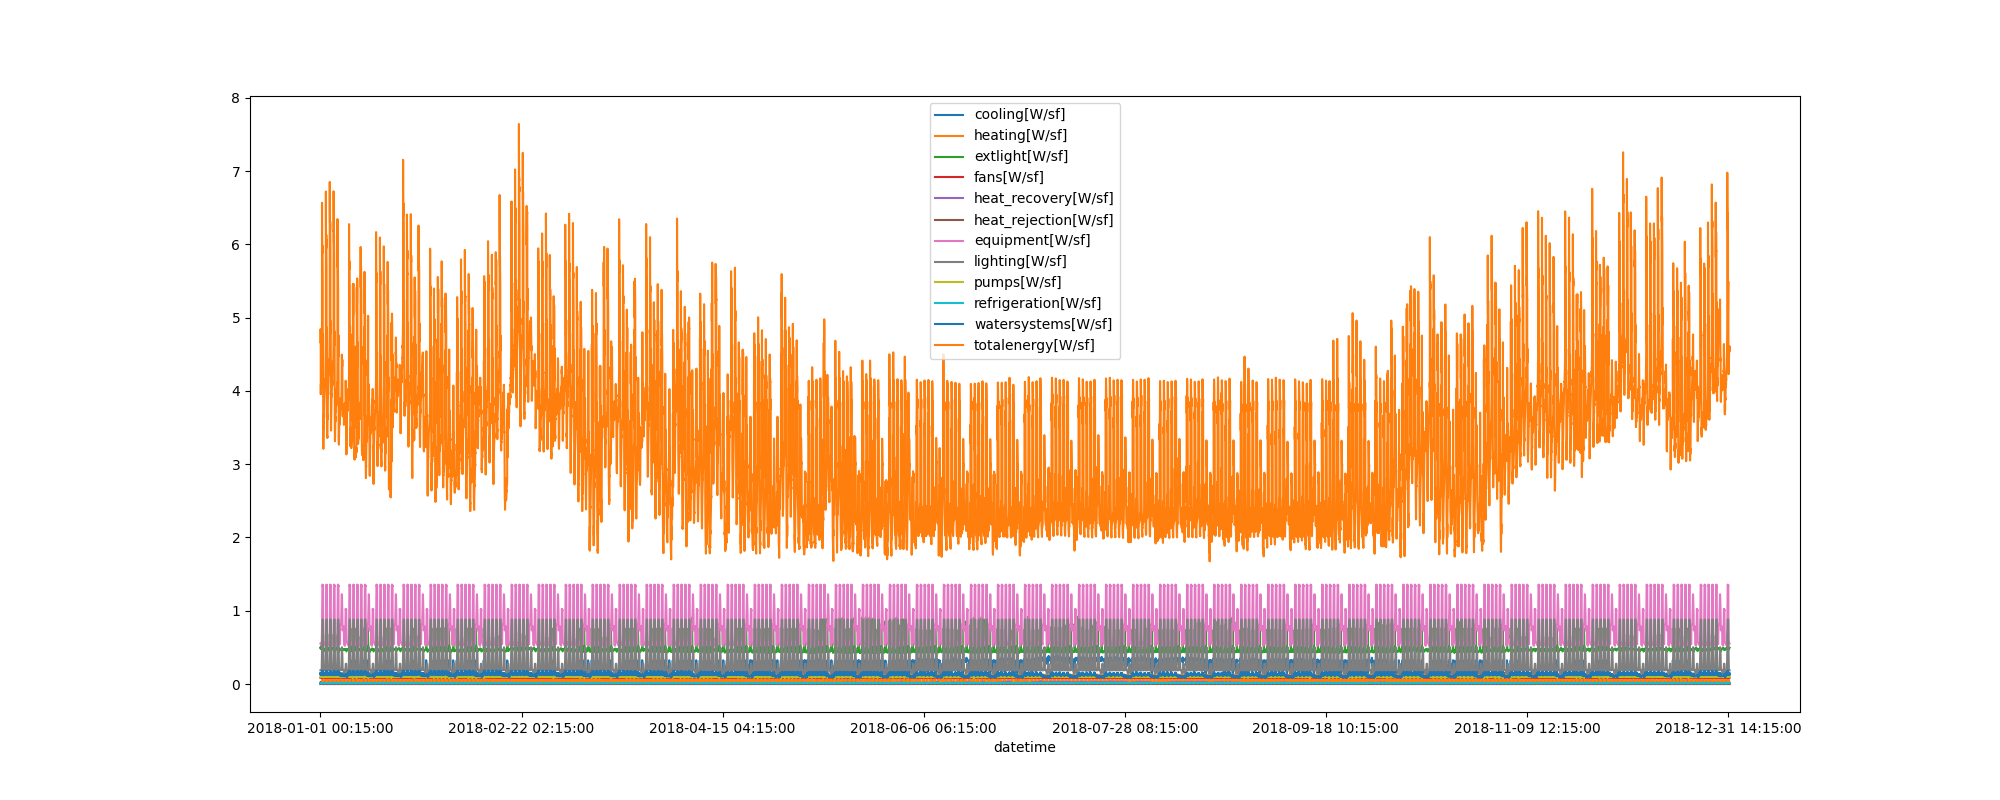 8
7
6
5
4
3
2
1
0
cooling[W/sf]
heating[W/sf]
extlight[W/sf]
fans[W/sf]
heat_recovery[W/sf]
heat_rejection[W/sf]
equipment[W/sf]
lighting[W/sf]
pumps[W/sf]
refrigeration[W/sf]
watersystems[W/sf]
totalenergy[W/sf]
2018-01-01 00:15:00 2018-02-22 02:15:00 2018-04-15 04:15:00 2018-06-06 06:15:00 2018-07-28 08:15:00 2018-09-18 10:15:00 2018-11-09 12:15:00 2018-12-31 14:15:00
datetime